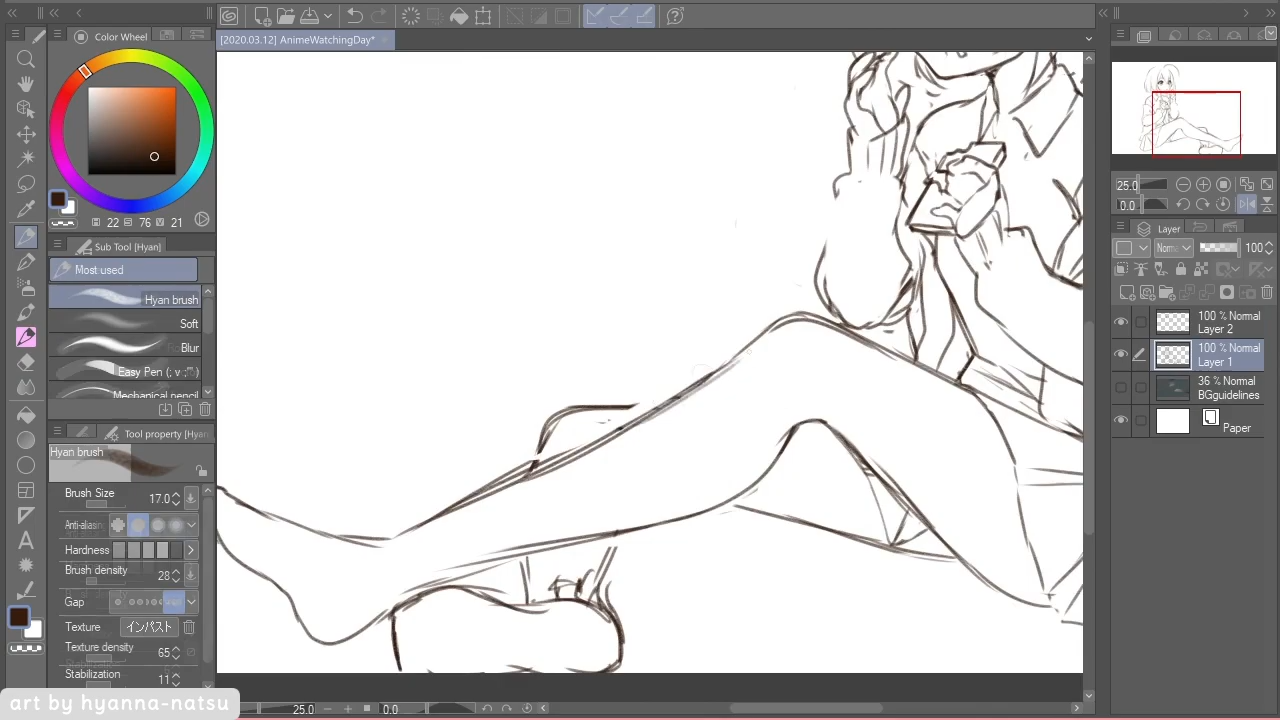 [2020.03.12] AnimeWatchingDay*
Color Wheel
H 22 S 76 V 21
Sub Tool [Hyan]
Most used
Hyan brush
Soft
Blur
Easy Pen (; v ;
Mechanical pencil
Tool property [Hyan
Hyan brush
Brush Size 17.0
Anti-aliasing
Hardness
Brush density 28
Gap
Texture インパスト
Texture density 65
Stabilization 11
25.0 0.0
art by hyanna-natsu
25.0
0.0
Layer
Norm 100
100 % Normal
Layer 2
100 % Normal
Layer 1
36 % Normal
BGguidelines
Paper